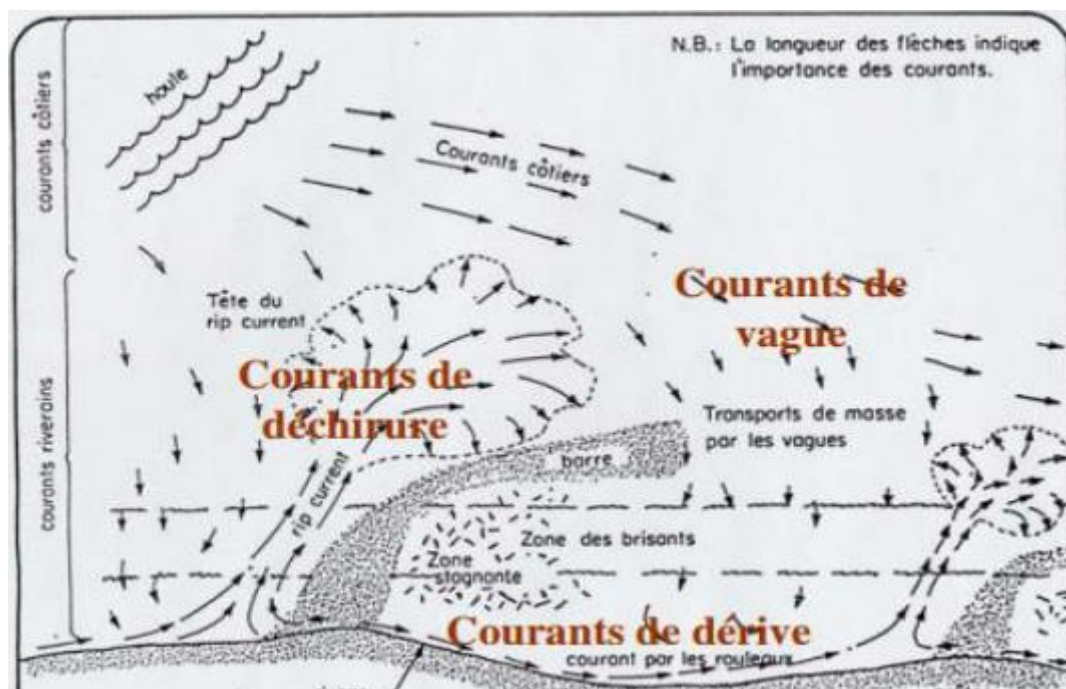 N.B.: La longueur des flèches indique
l'importance des courants.
houle
courants côtiers
Courants côtiers
Courants de
vague
Tête du
rip current
Courants de
déchirure
courants riverains
Transports de masse
par les vagues
barre
rip current
Zone des brisants
Zone
stagnante
Courants de dérive
courant par les rouleaux